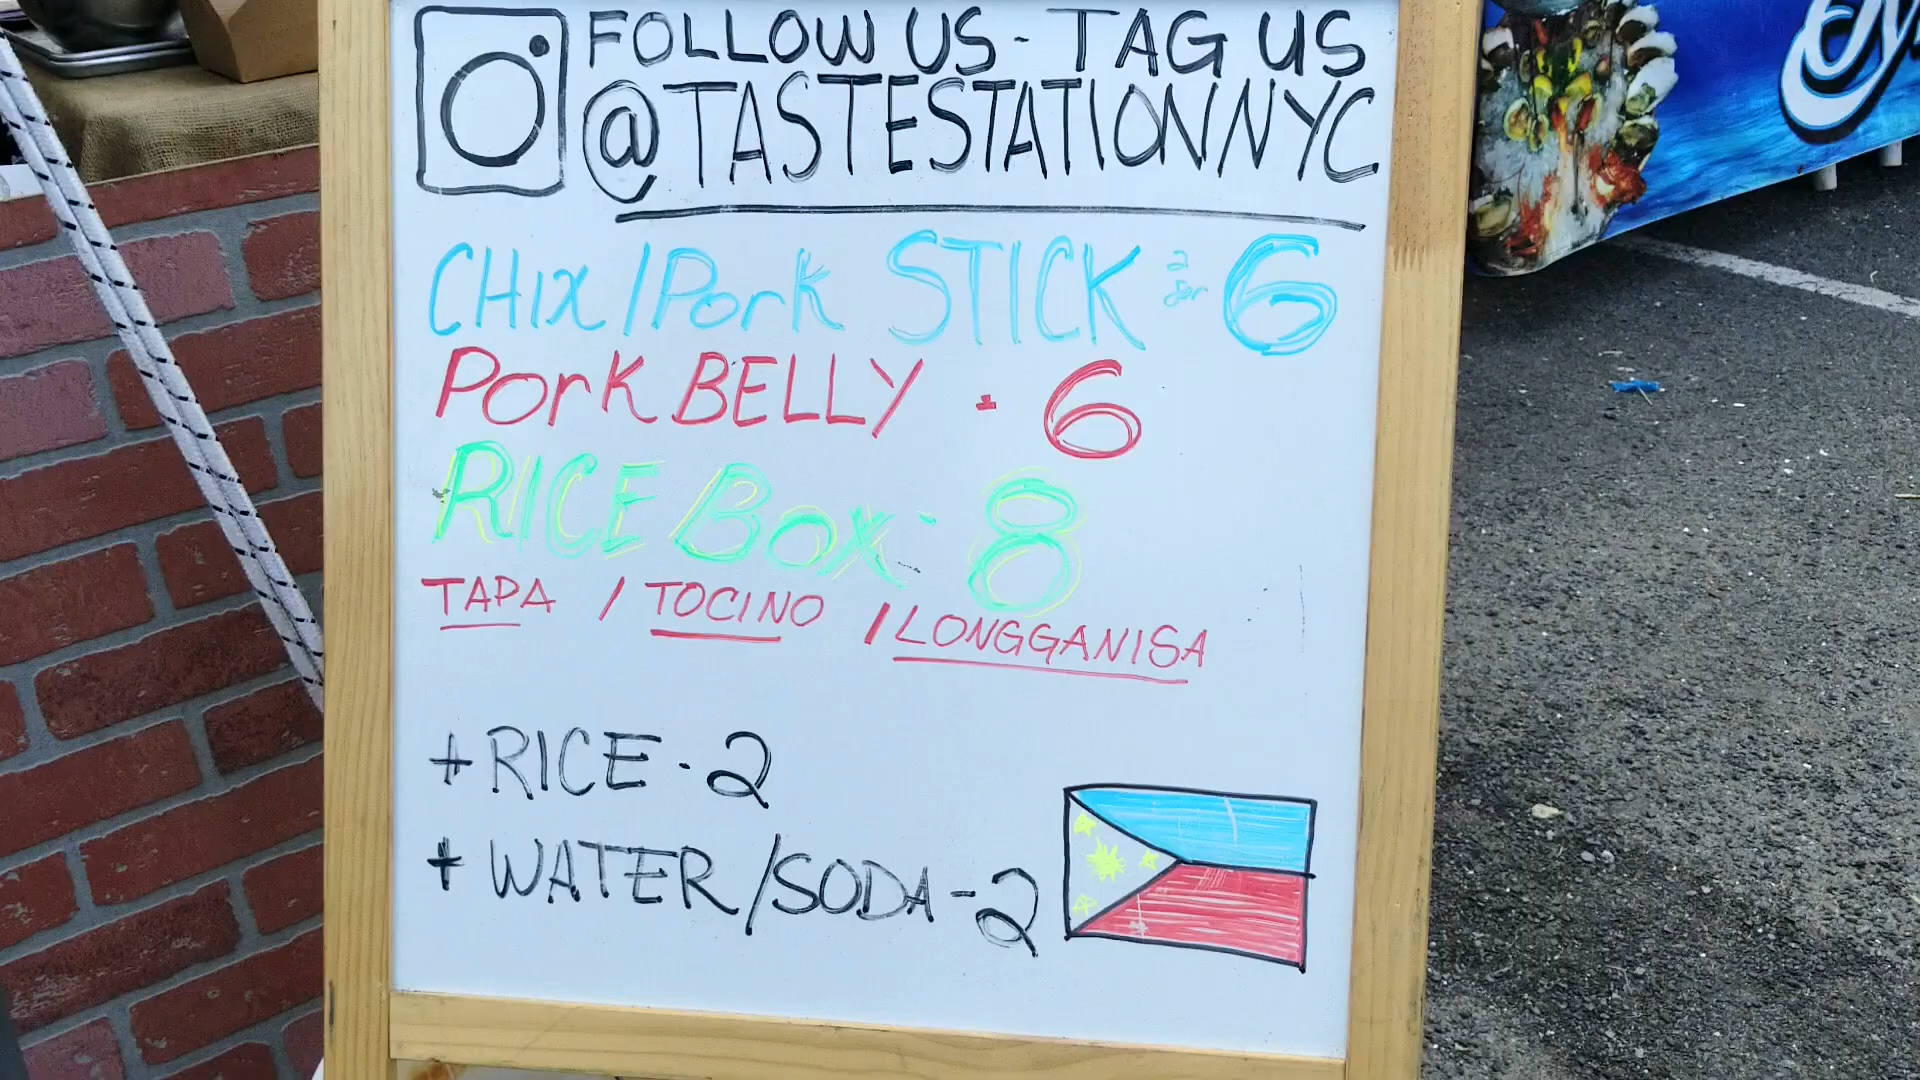 FOLLOW US - TAG US
@TASTESTATIONNYC
CHIX/Pork STICK 2 for 6
Pork BELLY - 6
RICE Box - 8
TAPA / TOCINO / LONGGANISA
+ RICE - 2
+ WATER/SODA - 2